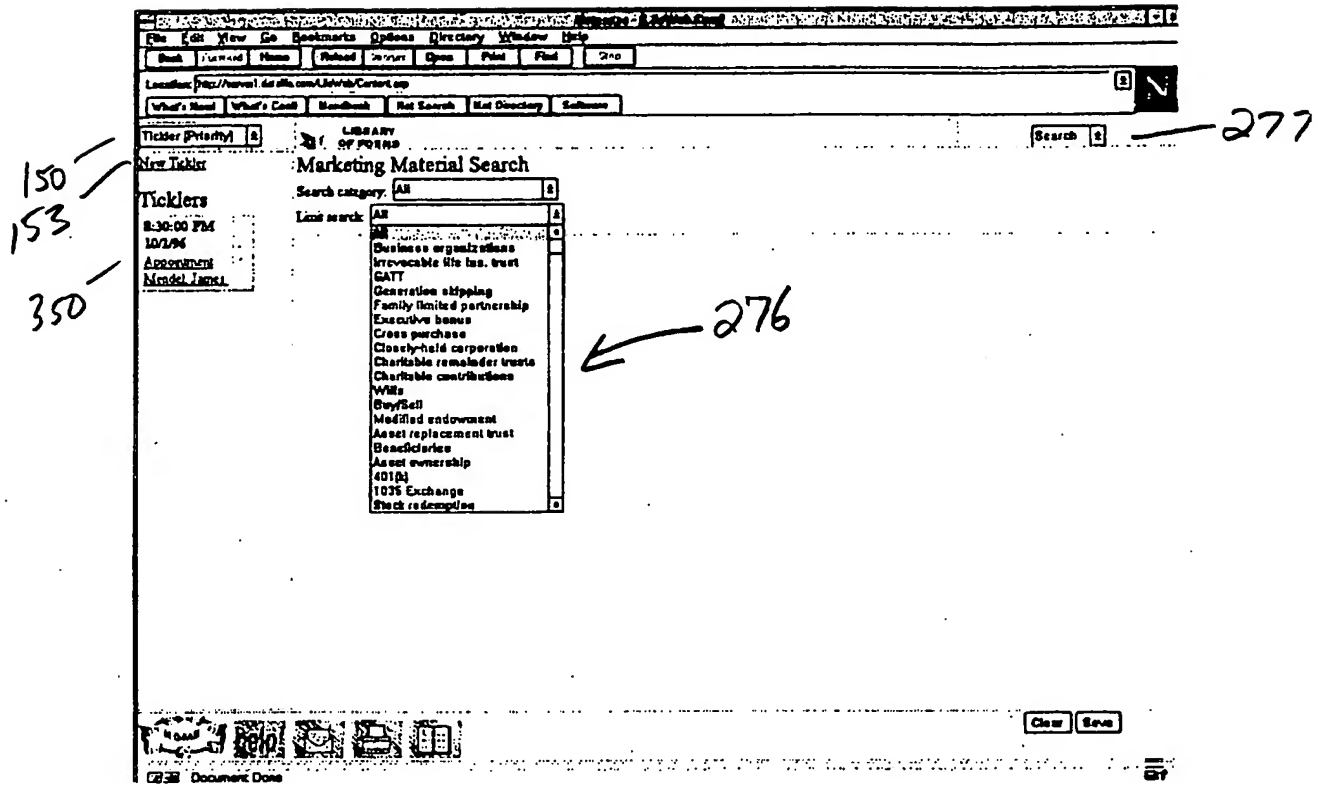 File Edit View Go Bookmarks Options Directory Window Help
Back Forward Home Reload Open Print Find Stop
Location: http://server1
What's New! What's Cool! Handbook Net Search Net Directory Software
Tickler [Priority] LIBRARY OF FORMS Search 277
150
New Tickler Marketing Material Search
153
Search category: All
Ticklers
Limit search: All
8:30:00 PM
10/1/96
Appointment
Mendel, James
350
All
Business organizations
Irrevocable life ins. trust
GATT
Generation skipping
Family limited partnership
Executive bonus
276
Cross purchase
Closely-held corporation
Charitable remainder trusts
Charitable contributions
Wills
Buy/Sell
Modified endowment
Asset replacement trust
Beneficiaries
Asset ownership
401(k)
1035 Exchange
Stock redemption
Clear Save
HOME help
Document Done